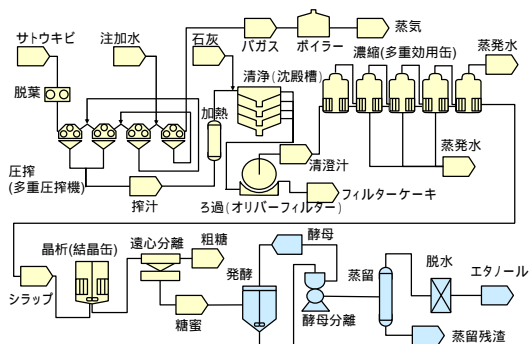 サトウキビ
注加水
石灰
バガス
ボイラー
蒸気
脱葉
清浄(沈殿槽)
濃縮(多重効用缶)
蒸発水
加熱
圧搾
(多重圧搾機)
搾汁
清澄汁
蒸発水
フィルターケーキ
ろ過(オリバーフィルター)
晶析(結晶缶)
遠心分離
粗糖
酵母
シラップ
糖蜜
発酵
酵母分離
蒸留
脱水
エタノール
蒸留残渣